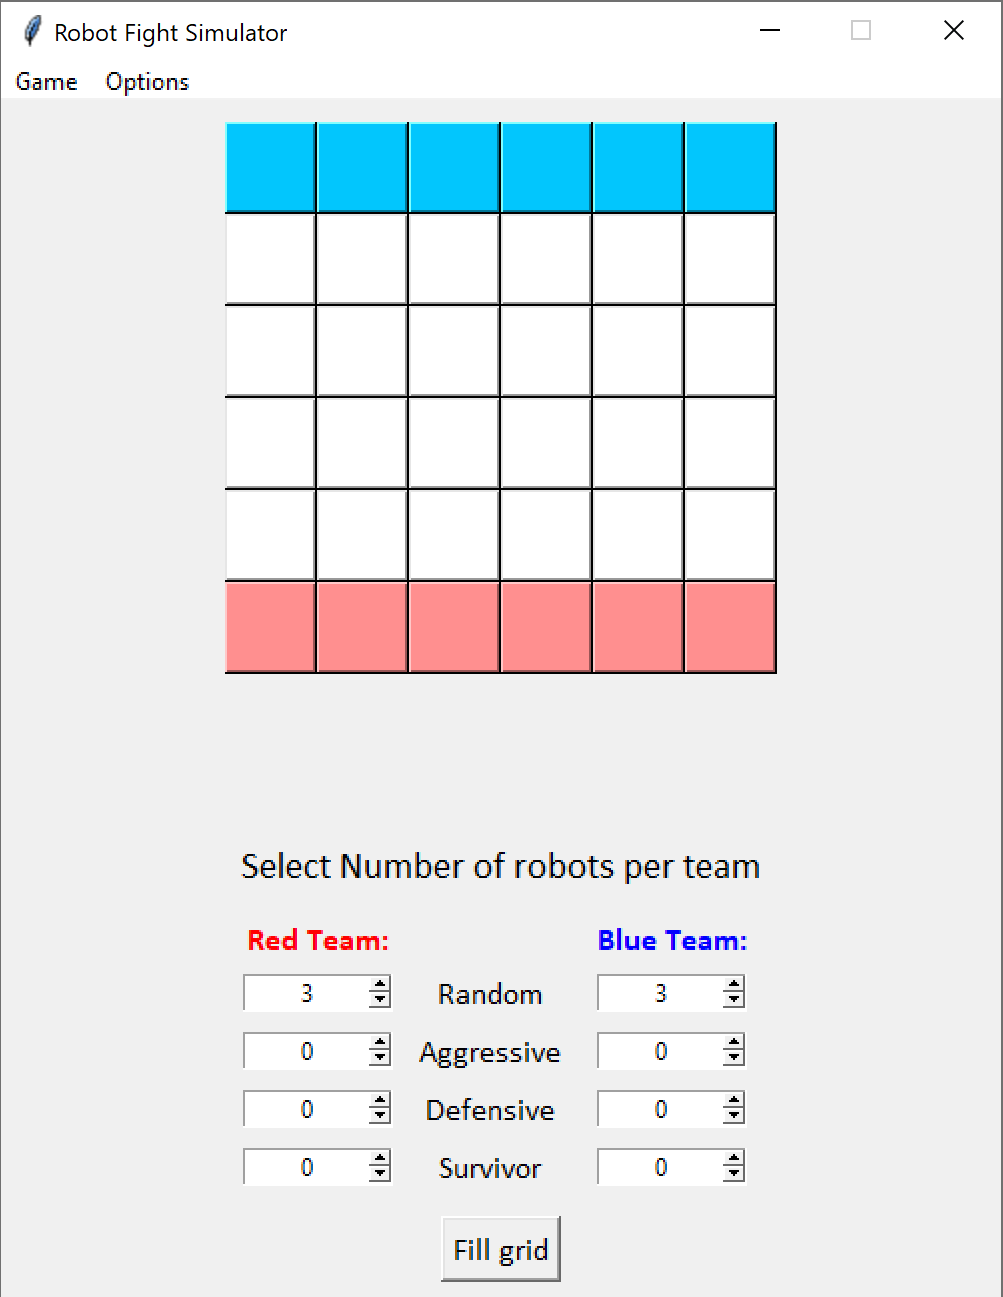 Robot Fight Simulator
Game Options
Select Number of robots per team
Red Team: Blue Team:
3 Random 3
0 Aggressive 0
0 Defensive 0
0 Survivor 0
Fill grid